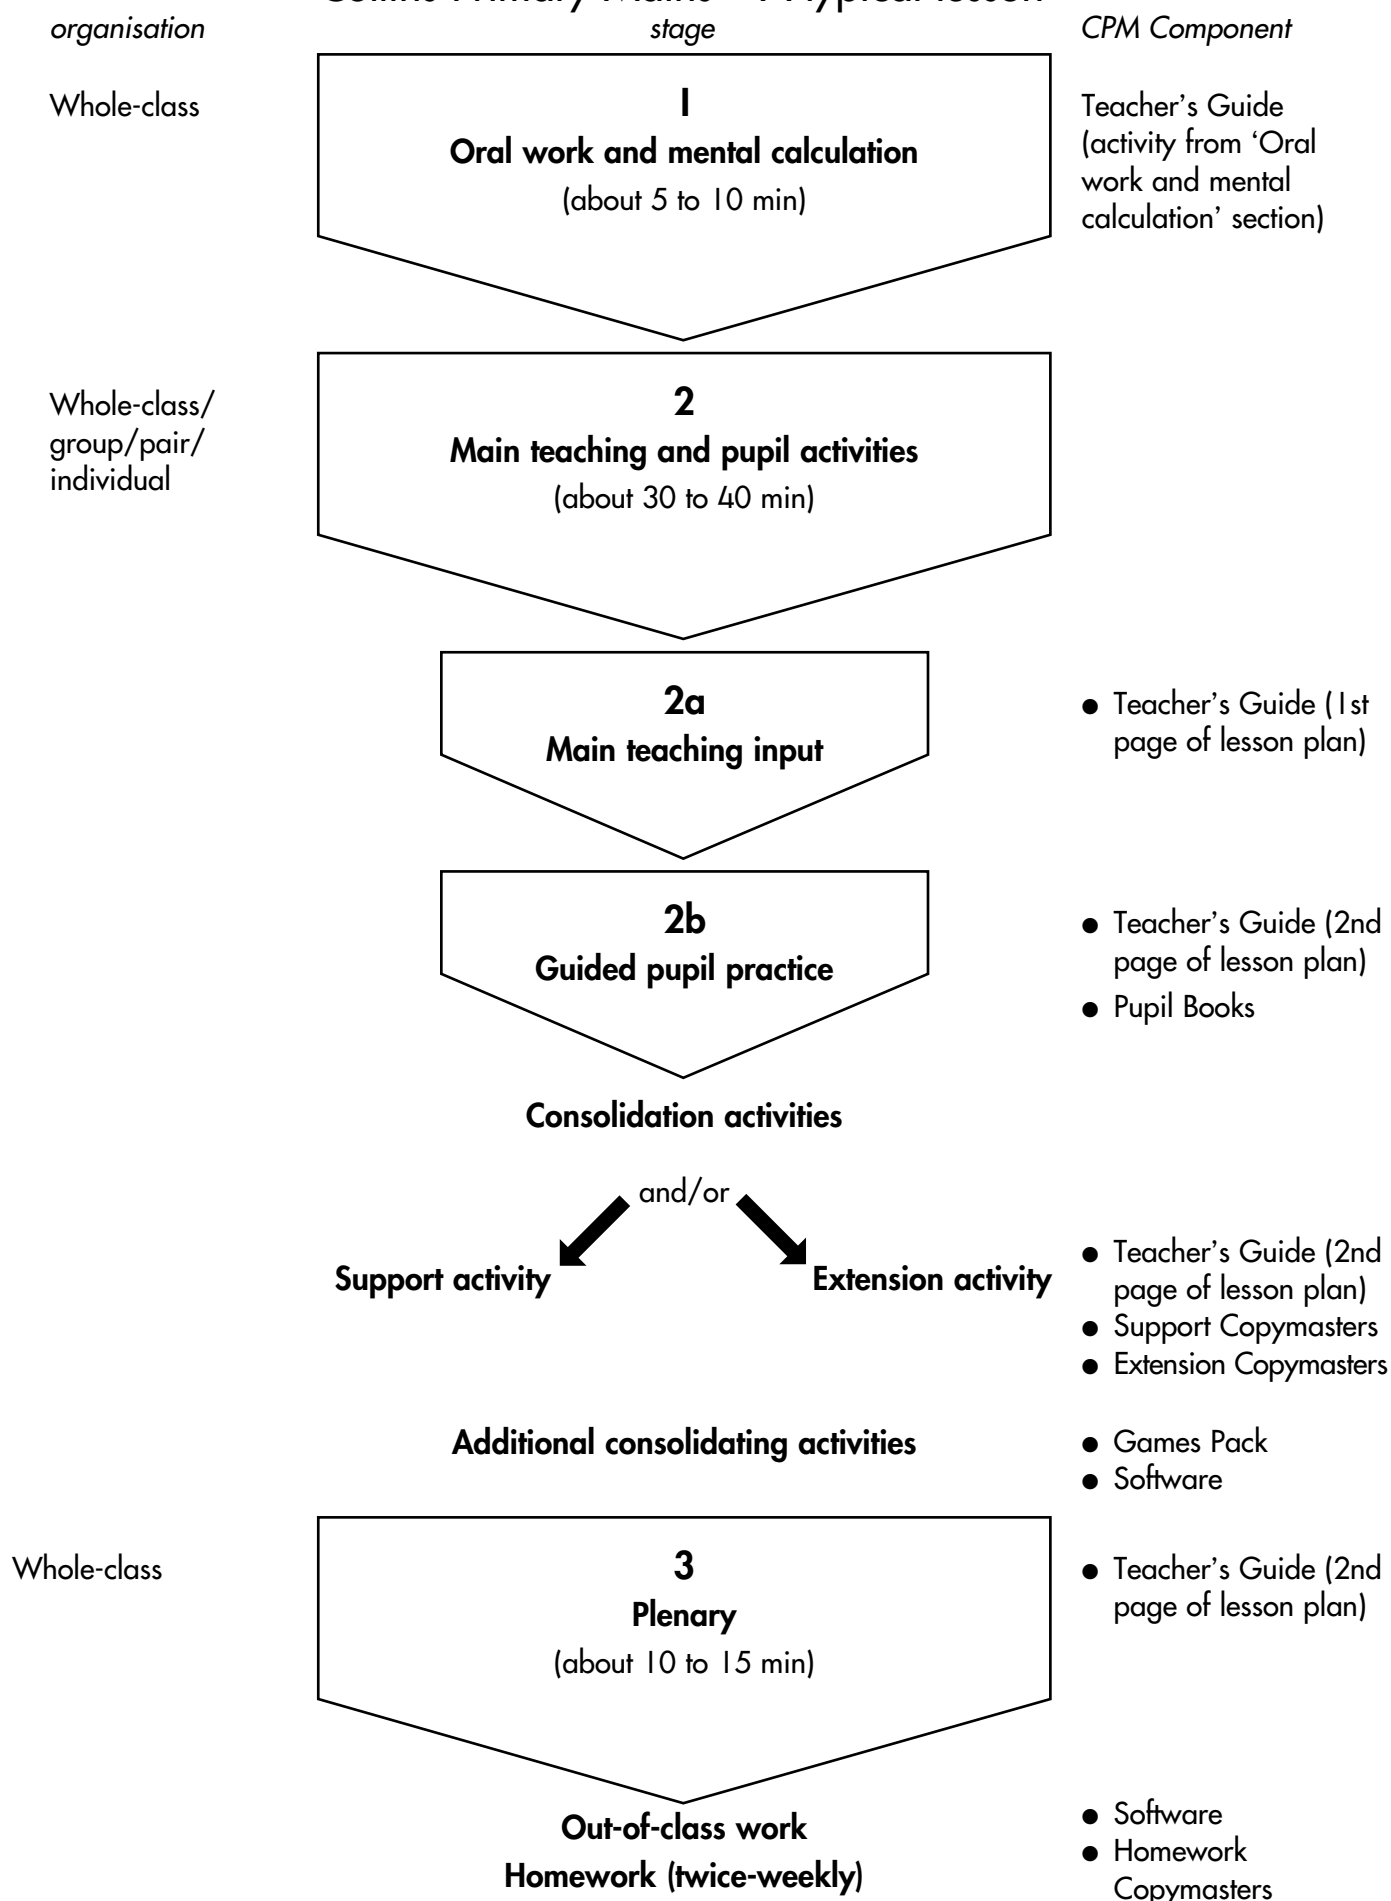 organisation
stage
CPM Component
Whole-class
1
Oral work and mental calculation
(about 5 to 10 min)
Teacher's Guide
(activity from 'Oral
work and mental
calculation' section)
Whole-class/
group/pair/
individual
2
Main teaching and pupil activities
(about 30 to 40 min)
2a
Main teaching input
● Teacher's Guide (1st
page of lesson plan)
2b
Guided pupil practice
● Teacher's Guide (2nd
page of lesson plan)
● Pupil Books
Consolidation activities
and/or
Support activity
Extension activity
● Teacher's Guide (2nd
page of lesson plan)
● Support Copymasters
● Extension Copymasters
Additional consolidating activities
● Games Pack
● Software
Whole-class
3
Plenary
(about 10 to 15 min)
● Teacher's Guide (2nd
page of lesson plan)
Out-of-class work
Homework (twice-weekly)
● Software
● Homework
Copymasters